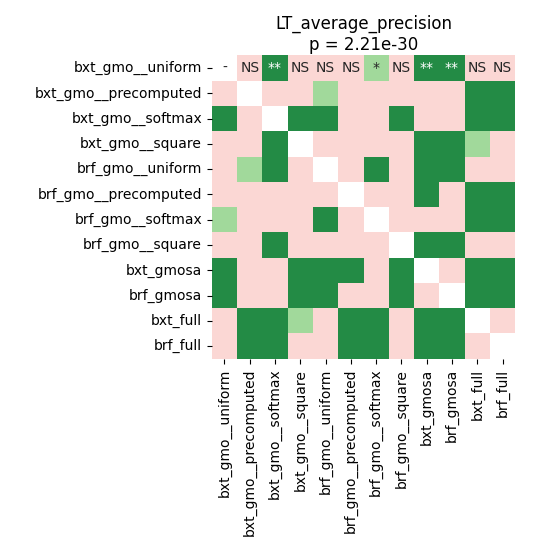 LT_average_precision
p = 2.21e-30
bxt_gmo__uniform
- NS ** NS NS NS * NS ** ** NS NS
bxt_gmo__precomputed
bxt_gmo__softmax
bxt_gmo__square
brf_gmo__uniform
brf_gmo__precomputed
brf_gmo__softmax
brf_gmo__square
bxt_gmosa
brf_gmosa
bxt_full
brf_full
bxt_gmo__uniform
bxt_gmo__precomputed
bxt_gmo__softmax
bxt_gmo__square
brf_gmo__uniform
brf_gmo__precomputed
brf_gmo__softmax
brf_gmo__square
bxt_gmosa
brf_gmosa
bxt_full
brf_full